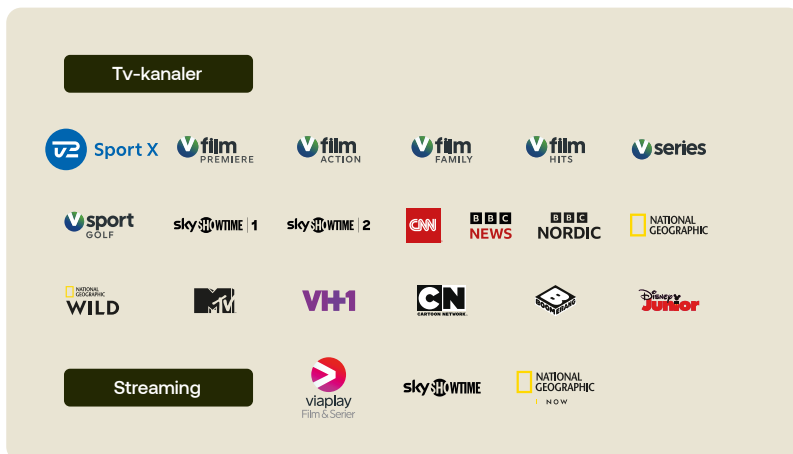 Tv-kanaler
2 Sport X
V film PREMIERE
V film ACTION
V film FAMILY
V film HITS
V series
V sport GOLF
sky SHOWTIME 1
sky SHOWTIME 2
CNN
BBC NEWS
BBC NORDIC
NATIONAL GEOGRAPHIC
NATIONAL GEOGRAPHIC WILD
MTV
VH1
CN CARTOON NETWORK
BOOMERANG
Disney Junior
Streaming
viaplay
Film & Serier
sky SHOWTIME
NATIONAL GEOGRAPHIC
NOW